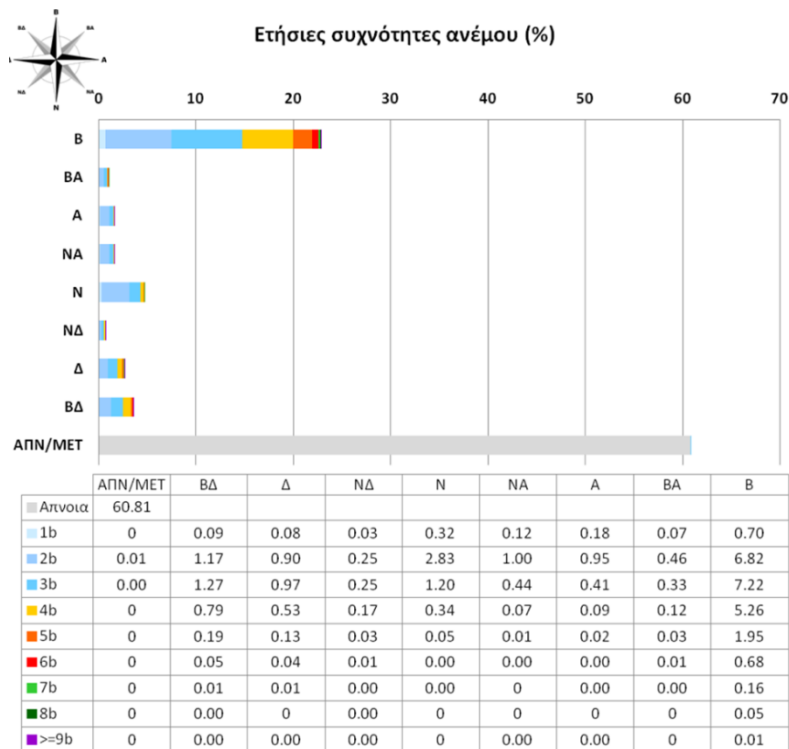 Β
ΒΔ ΒΑ
Δ Α
ΝΔ ΝΑ
Ν
Ετήσιες συχνότητες ανέμου (%)
0 10 20 30 40 50 60 70
Β
ΒΑ
Α
ΝΑ
Ν
ΝΔ
Δ
ΒΔ
ΑΠΝ/ΜΕΤ
ΑΠΝ/ΜΕΤ ΒΔ Δ ΝΔ Ν ΝΑ Α ΒΑ Β
Απνοια 60.81
1b 0 0.09 0.08 0.03 0.32 0.12 0.18 0.07 0.70
2b 0.01 1.17 0.90 0.25 2.83 1.00 0.95 0.46 6.82
3b 0.00 1.27 0.97 0.25 1.20 0.44 0.41 0.33 7.22
4b 0 0.79 0.53 0.17 0.34 0.07 0.09 0.12 5.26
5b 0 0.19 0.13 0.03 0.05 0.01 0.02 0.03 1.95
6b 0 0.05 0.04 0.01 0.00 0.00 0.00 0.01 0.68
7b 0 0.01 0.01 0.00 0.00 0 0.00 0.00 0.16
8b 0 0.00 0 0.00 0 0 0 0 0.05
>=9b 0 0.00 0.00 0.00 0 0.00 0.00 0 0.01